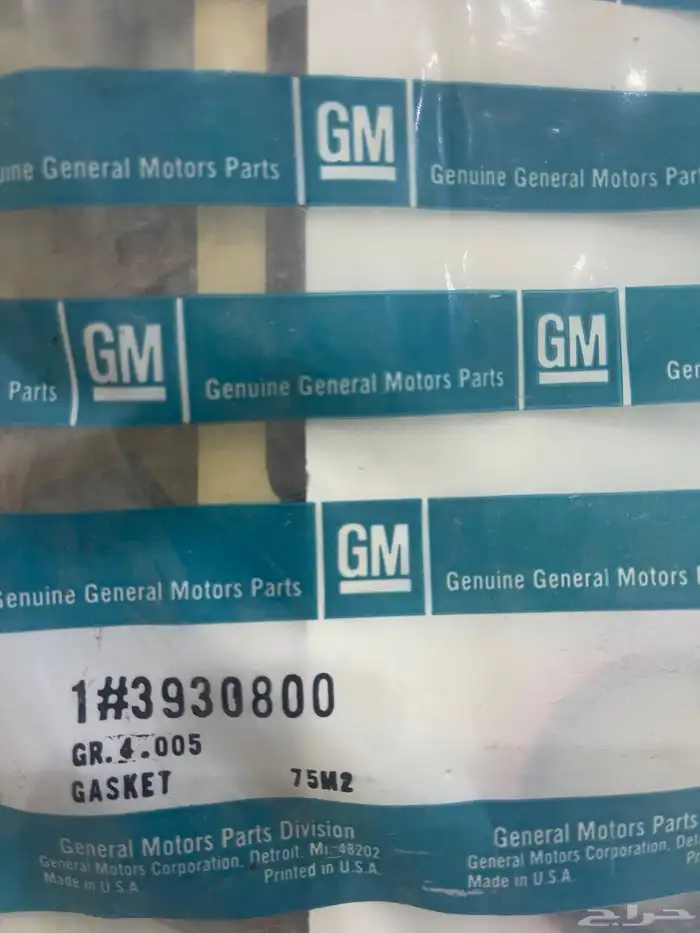 uine General Motors Parts GM Genuine General Motors Par
Parts GM Genuine General Motors Parts GM Gen
Genuine General Motors Parts GM Genuine General Motors
1#3930800
GR.4.005
GASKET 75M2
General Motors Parts Division
General Motors Corporation, Detroit, Mi. 48202
Made in U.S.A. Printed in U.S.A.
General Motors Parts
General Motors Corporation, Det
Made in U.S.A.
حراج